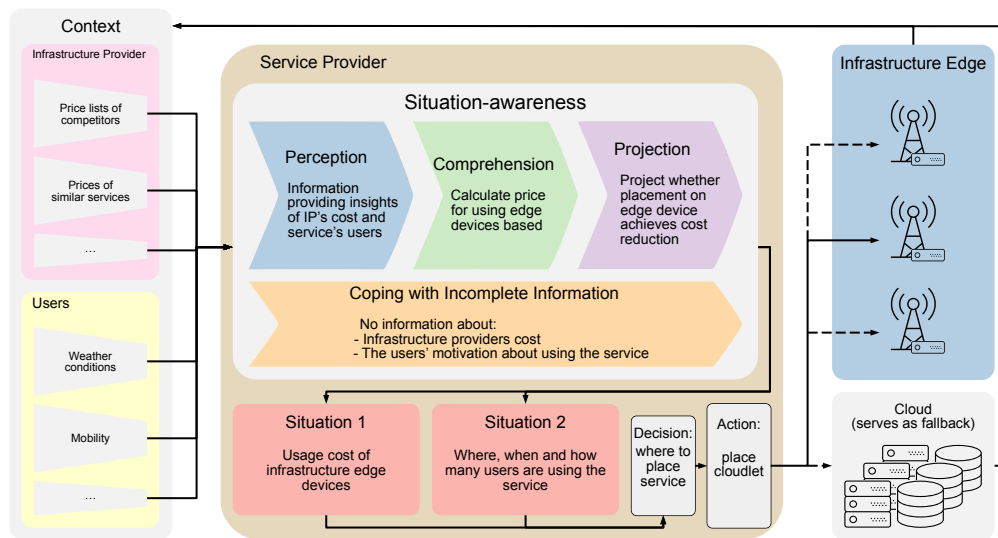 Context
Infrastructure Provider
Price lists of
competitors
Prices of
similar services
...
Users
Weather
conditions
Mobility
...
Service Provider
Situation-awareness
Perception
Information
providing insights
of IP's cost and
service's users
Comprehension
Calculate price
for using edge
devices based
Projection
Project whether
placement on
edge device
achieves cost
reduction
Coping with Incomplete Information
No information about:
- Infrastructure providers cost
- The users' motivation about using the service
Situation 1
Usage cost of
infrastructure edge
devices
Situation 2
Where, when and how
many users are using the
service
Decision:
where to
place
service
Action:
place
cloudlet
Infrastructure Edge
Cloud
(serves as fallback)